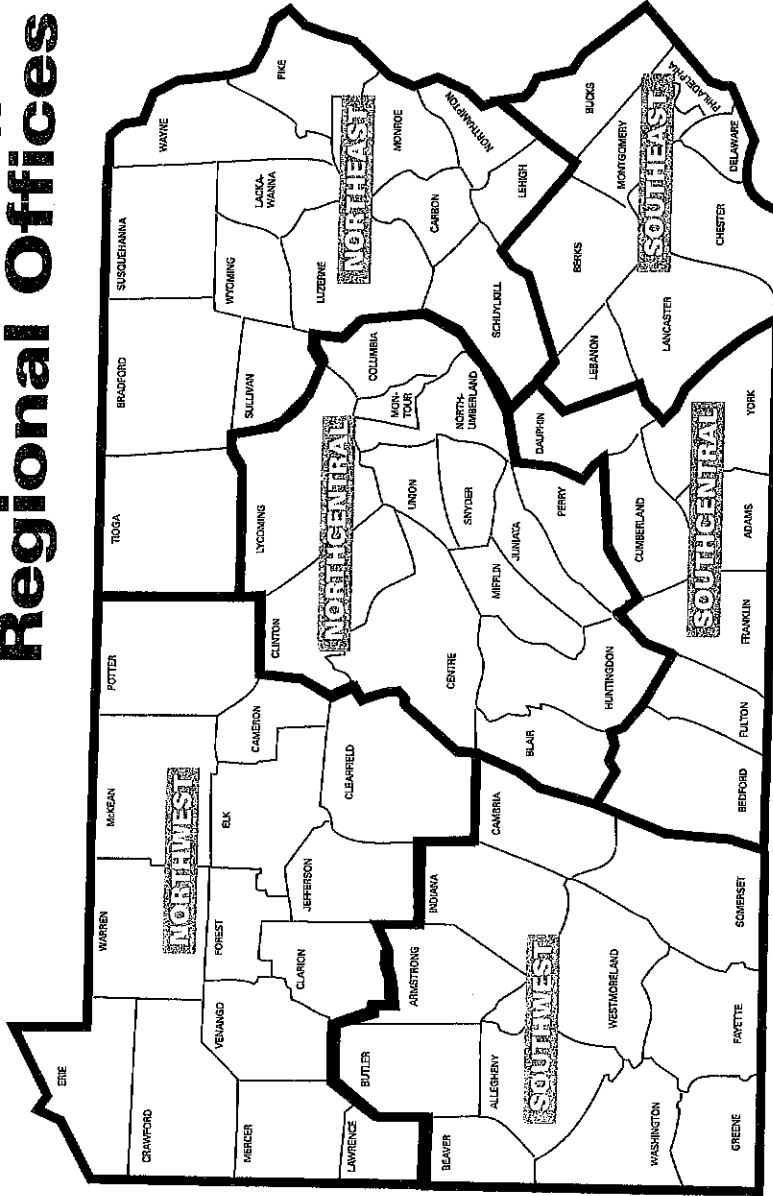 Regional Offices
ERIE
CRAWFORD
MERCER
LAWRENCE
VENANGO
WARREN
FOREST
CLARION
JEFFERSON
McKEAN
ELK
CAMERON
POTTER
CLEARFIELD
NORTHWEST
BUTLER
BEAVER
ALLEGHENY
ARMSTRONG
INDIANA
CAMBRIA
WESTMORELAND
WASHINGTON
GREENE
FAYETTE
SOMERSET
SOUTHWEST
CLINTON
LYCOMING
CENTRE
UNION
SNYDER
MIFFLIN
JUNIATA
PERRY
HUNTINGDON
BLAIR
COLUMBIA
MON-
TOUR
NORTH-
UMBERLAND
NORTHCENTRAL
TIOGA
BRADFORD
SUSQUEHANNA
WAYNE
SULLIVAN
WYOMING
LACKA-
WANNA
PIKE
LUZERNE
MONROE
CARBON
NORTHAMPTON
LEHIGH
SCHUYLKILL
NORTHEAST
DAUPHIN
CUMBERLAND
YORK
ADAMS
FRANKLIN
FULTON
BEDFORD
SOUTHCENTRAL
LEBANON
BERKS
LANCASTER
BUCKS
MONTGOMERY
PHILADELPHIA
DELAWARE
CHESTER
SOUTHEAST